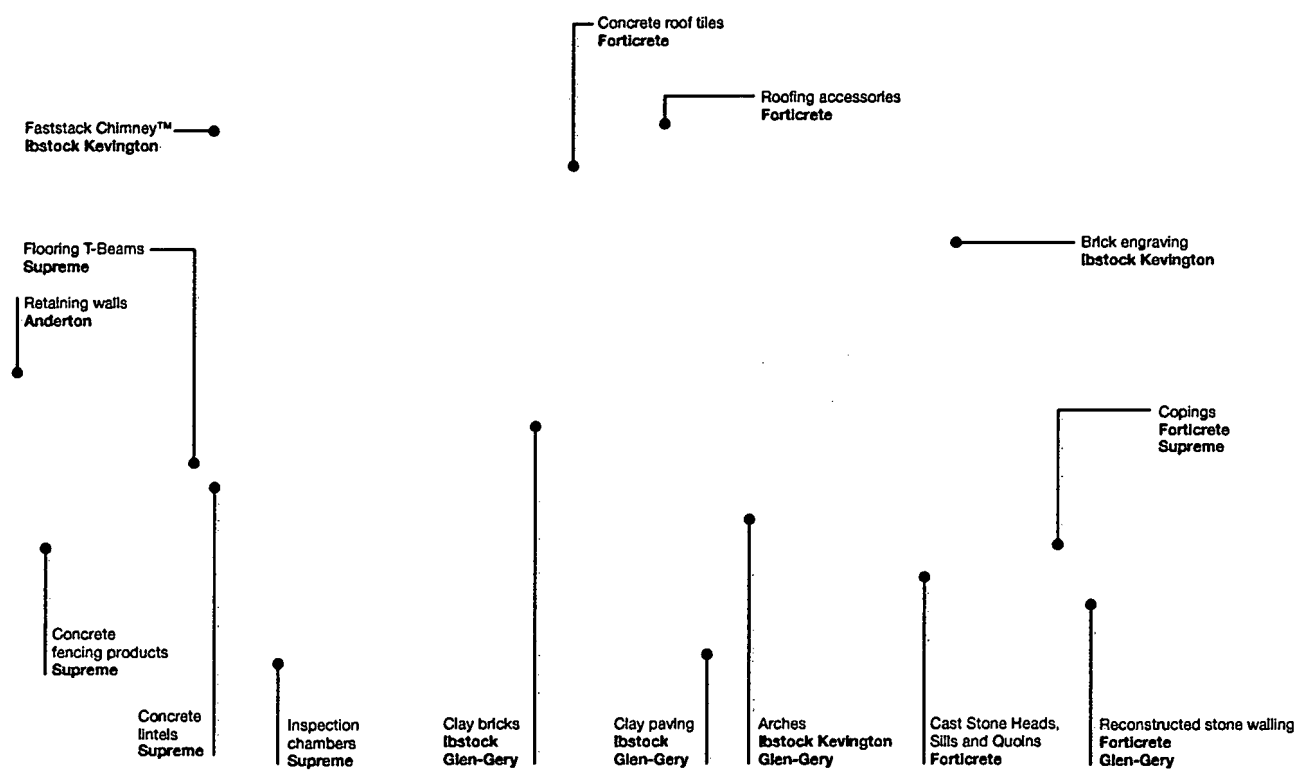 Concrete roof tiles
Forticrete
Roofing accessories
Forticrete
Faststack Chimney™
Ibstock Kevington
Flooring T-Beams
Supreme
Brick engraving
Ibstock Kevington
Retaining walls
Anderton
Copings
Forticrete
Supreme
Concrete
fencing products
Supreme
Concrete
lintels
Supreme
Inspection
chambers
Supreme
Clay bricks
Ibstock
Glen-Gery
Clay paving
Ibstock
Glen-Gery
Arches
Ibstock Kevington
Glen-Gery
Cast Stone Heads,
Sills and Quoins
Forticrete
Reconstructed stone walling
Forticrete
Glen-Gery